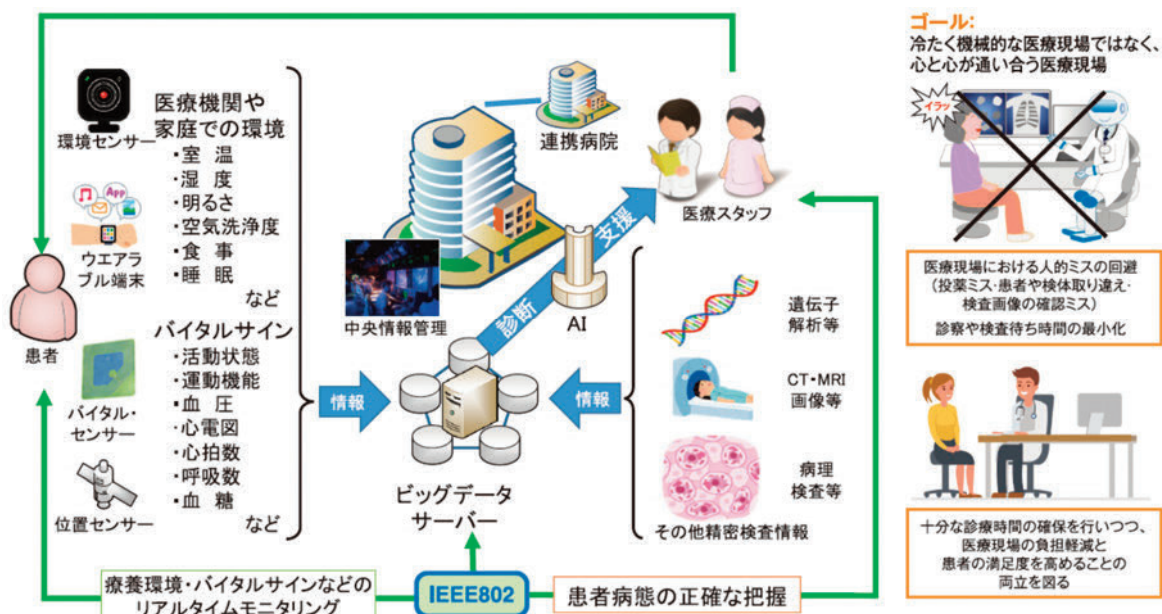 環境センサー
ウエアラ
ブル端末
App
患者
バイタル・
センサー
位置センサー
医療機関や
家庭での環境
・室 温
・湿 度
・明るさ
・空気洗浄度
・食 事
・睡 眠
など
バイタルサイン
・活動状態
・運動機能
・血 圧
・心電図
・心拍数
・呼吸数
・血 糖
など
情報
連携病院
医療スタッフ
中央情報管理
診断
支援
AI
ビッグデータ
サーバー
情報
遺伝子
解析等
CT・MRI
画像等
病理
検査等
その他精密検査情報
療養環境・バイタルサインなどの
リアルタイムモニタリング
IEEE802
患者病態の正確な把握
ゴール:
冷たく機械的な医療現場ではなく、
心と心が通い合う医療現場
イラッ
医療現場における人的ミスの回避
(投薬ミス・患者や検体取り違え・
検査画像の確認ミス)
診察や検査待ち時間の最小化
十分な診療時間の確保を行いつつ、
医療現場の負担軽減と
患者の満足度を高めることの
両立を図る